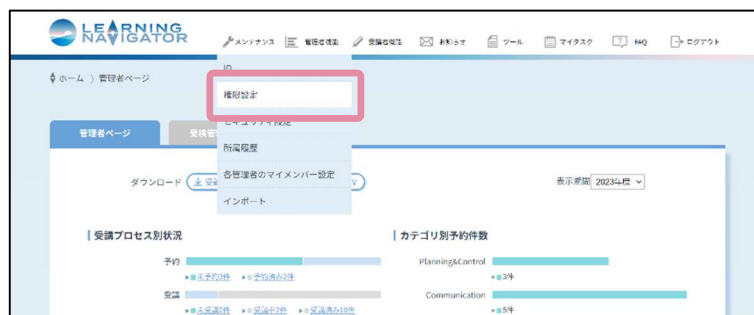 LEARNING
NAVIGATOR
メンテナンス 管理者機能 受講者機能 お知らせ ツール マイタスク FAQ ログアウト
ID
ホーム 〉 管理者ページ
権限設定
セキュリティ設定
管理者ページ 受検管
所属履歴
各管理者のマイメンバー設定
ダウンロード 受 V 表示期間 2023年度
インポート
受講プロセス別状況 カテゴリ別予約件数
予約 Planning&Control
未予約3件 予約済み2件 3件
受講 Communication
未受講0件 受講中2件 受講済み10件 5件